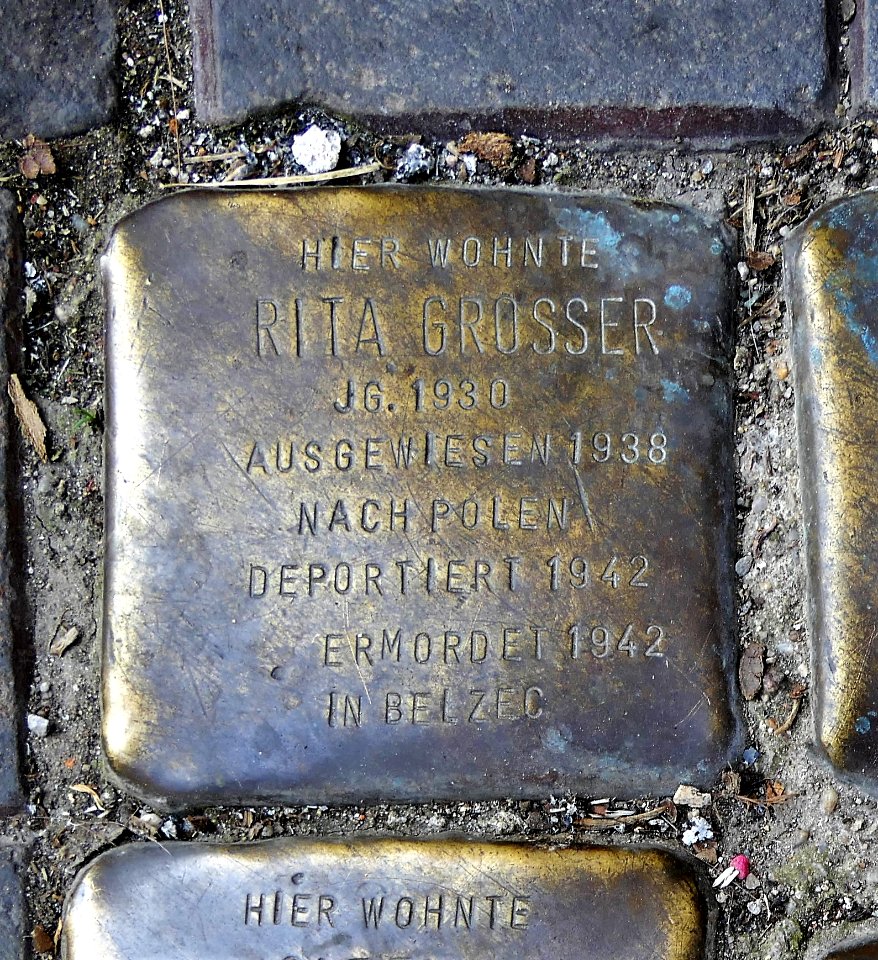 HIER WOHNTE
RITA GROSSER
JG. 1930
AUSGEWIESEN 1938
NACH POLEN
DEPORTIERT 1942
ERMORDET 1942
IN BELZEC
HIER WOHNTE